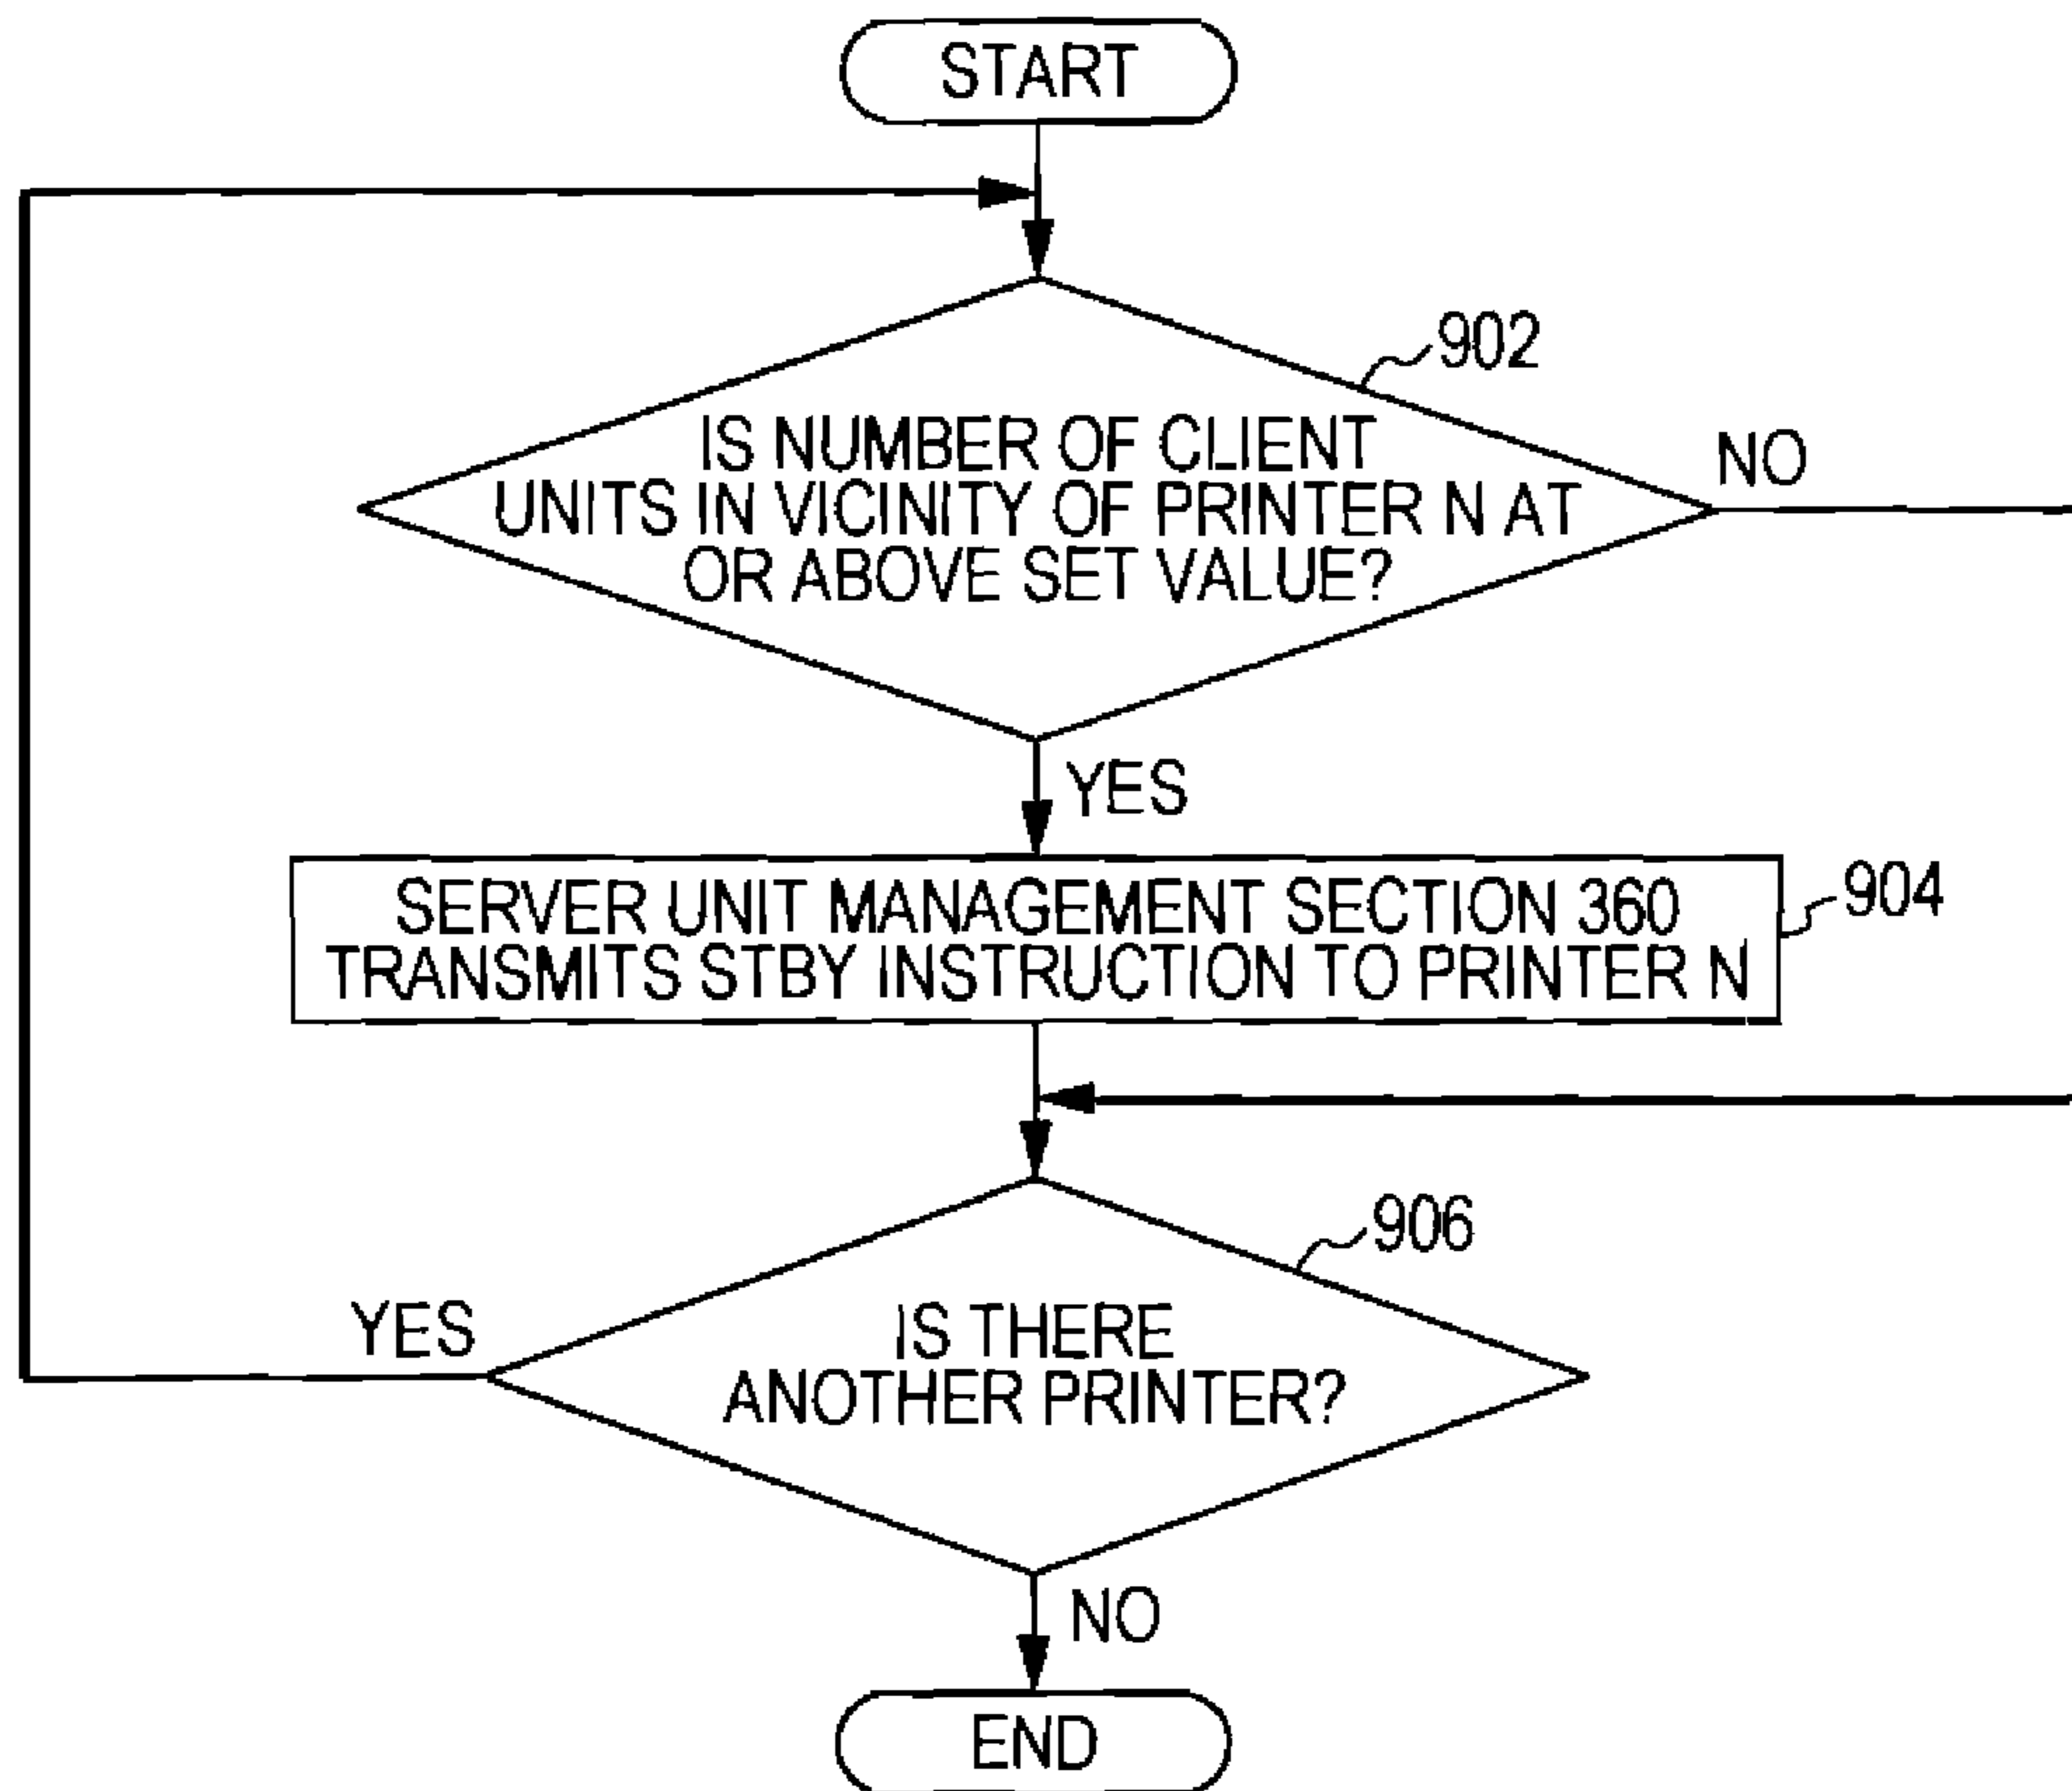 START
902
IS NUMBER OF CLIENT
UNITS IN VICINITY OF PRINTER N AT
OR ABOVE SET VALUE?
NO
YES
SERVER UNIT MANAGEMENT SECTION 360
TRANSMITS STBY INSTRUCTION TO PRINTER N
904
906
IS THERE
ANOTHER PRINTER?
YES
NO
END